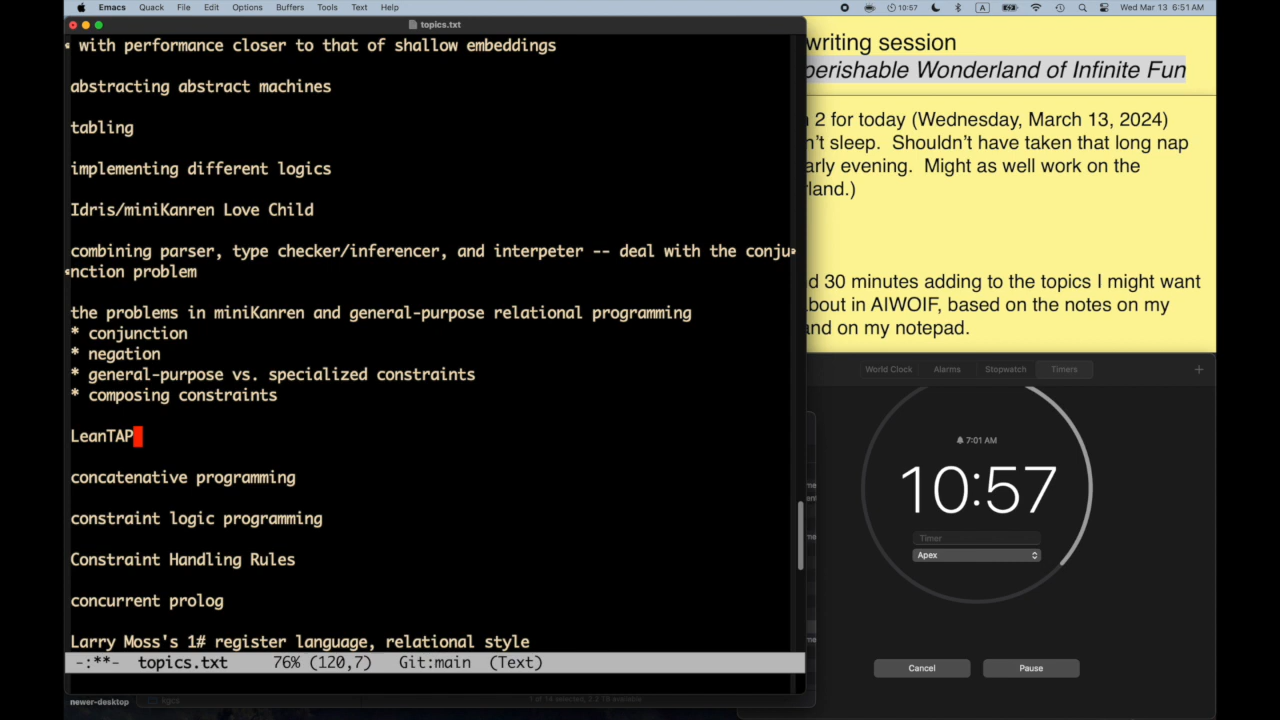 Emacs Quack File Edit Options Buffers Tools Text Help
10:57 A Wed Mar 13 6:51 AM
topics.txt
with performance closer to that of shallow embeddings
abstracting abstract machines
tabling
implementing different logics
Idris/miniKanren Love Child
combining parser, type checker/inferencer, and interpeter -- deal with the conju
nction problem
the problems in miniKanren and general-purpose relational programming
* conjunction
* negation
* general-purpose vs. specialized constraints
* composing constraints
LeanTAP
concatenative programming
constraint logic programming
Constraint Handling Rules
concurrent prolog
Larry Moss's 1# register language, relational style
-:**- topics.txt 76% (120,7) Git:main (Text)
newer-desktop
kgcs
writing session
perishable Wonderland of Infinite Fun
2 for today (Wednesday, March 13, 2024)
n't sleep. Shouldn't have taken that long nap
arly evening. Might as well work on the
land.)
d 30 minutes adding to the topics I might want
about in AIWOIF, based on the notes on my
and on my notepad.
World Clock Alarms Stopwatch Timers
7:01 AM
10:57
Timer
Apex
Cancel Pause